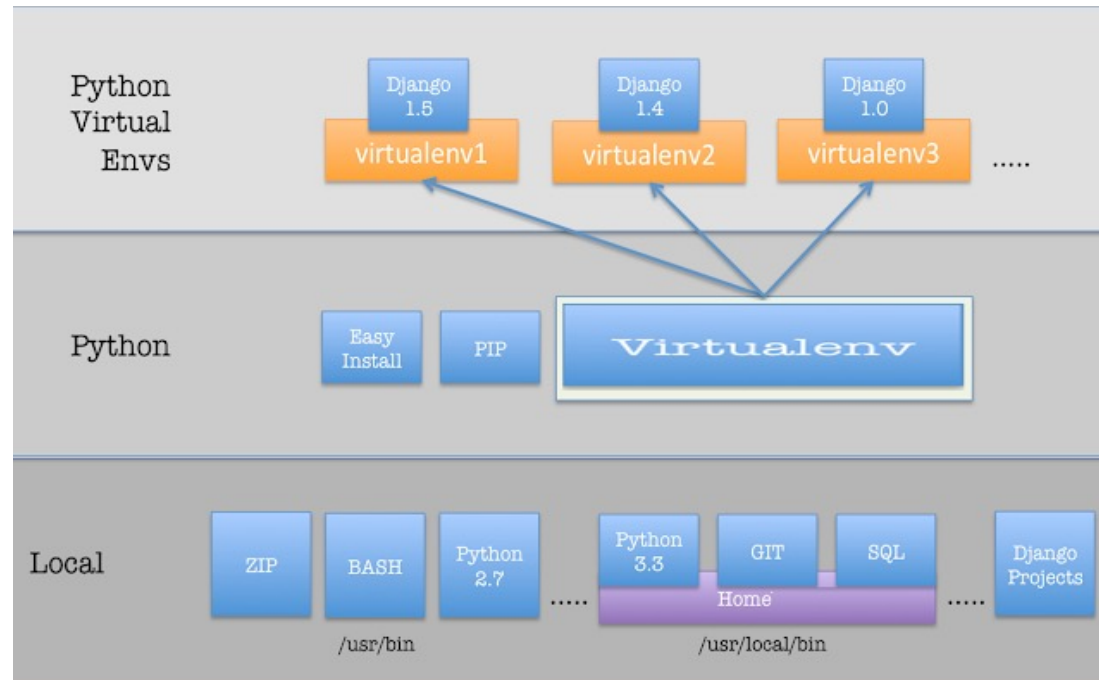 Python
Virtual
Envs
Django
1.5
virtualenv1
Django
1.4
virtualenv2
Django
1.0
virtualenv3
.....
Python
Easy
Install
PIP
Virtualenv
Local
ZIP
BASH
Python
2.7
.....
Python
3.3
GIT
SQL
Home
.....
Django
Projects
/usr/bin
/usr/local/bin